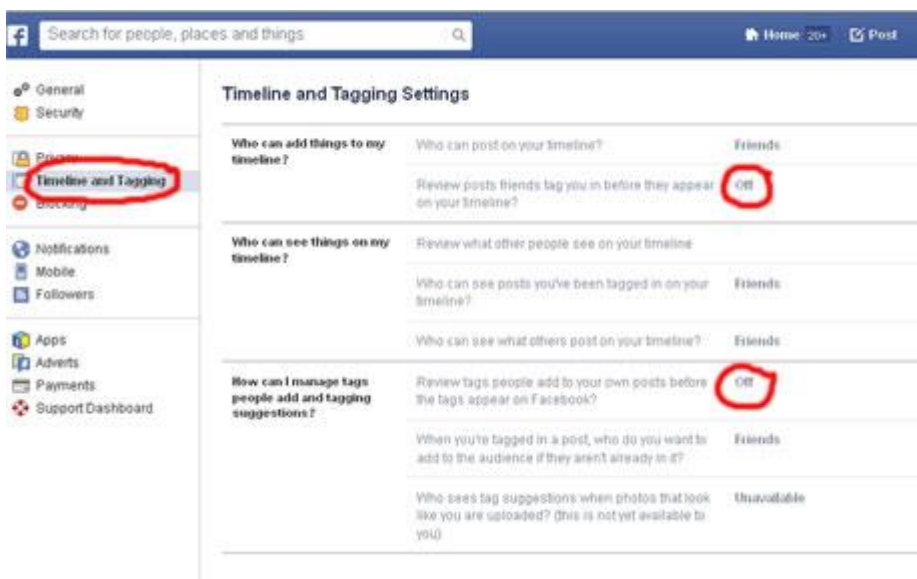 f
Search for people, places and things
Home 20+
Post
General
Security
Privacy
Timeline and Tagging
Blocking
Notifications
Mobile
Followers
Apps
Adverts
Payments
Support Dashboard
Timeline and Tagging Settings
Who can add things to my
timeline?
Who can post on your timeline?
Friends
Review posts friends tag you in before they appear
on your timeline?
Off
Who can see things on my
timeline?
Review what other people see on your timeline
Who can see posts you've been tagged in on your
timeline?
Friends
Who can see what others post on your timeline?
Friends
How can I manage tags
people add and tagging
suggestions?
Review tags people add to your own posts before
the tags appear on Facebook?
Off
When you're tagged in a post, who do you want to
add to the audience if they aren't already in it?
Friends
Who sees tag suggestions when photos that look
like you are uploaded? (this is not yet available to
you)
Unavailable